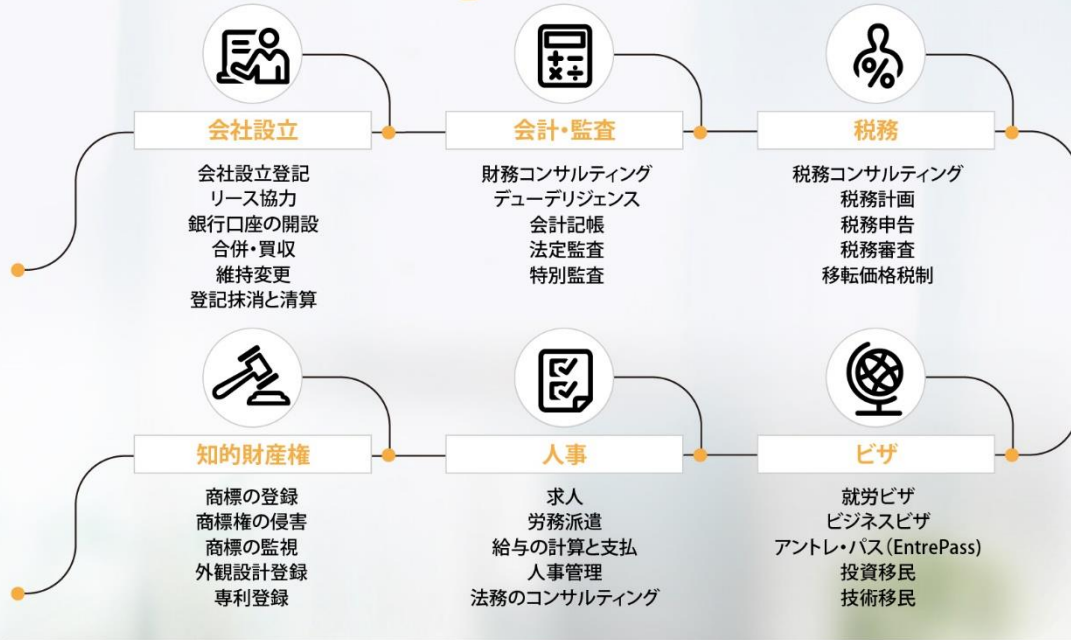 会社設立
会社設立登記
リース協力
銀行口座の開設
合併・買収
維持変更
登記抹消と清算
会計・監査
財務コンサルティング
デューデリジェンス
会計記帳
法定監査
特別監査
税務
税務コンサルティング
税務計画
税務申告
税務審査
移転価格税制
知的財産権
商標の登録
商標権の侵害
商標の監視
外観設計登録
専利登録
人事
求人
労務派遣
給与の計算と支払
人事管理
法務のコンサルティング
ビザ
就労ビザ
ビジネスビザ
アントレ・パス(EntrePass)
投資移民
技術移民